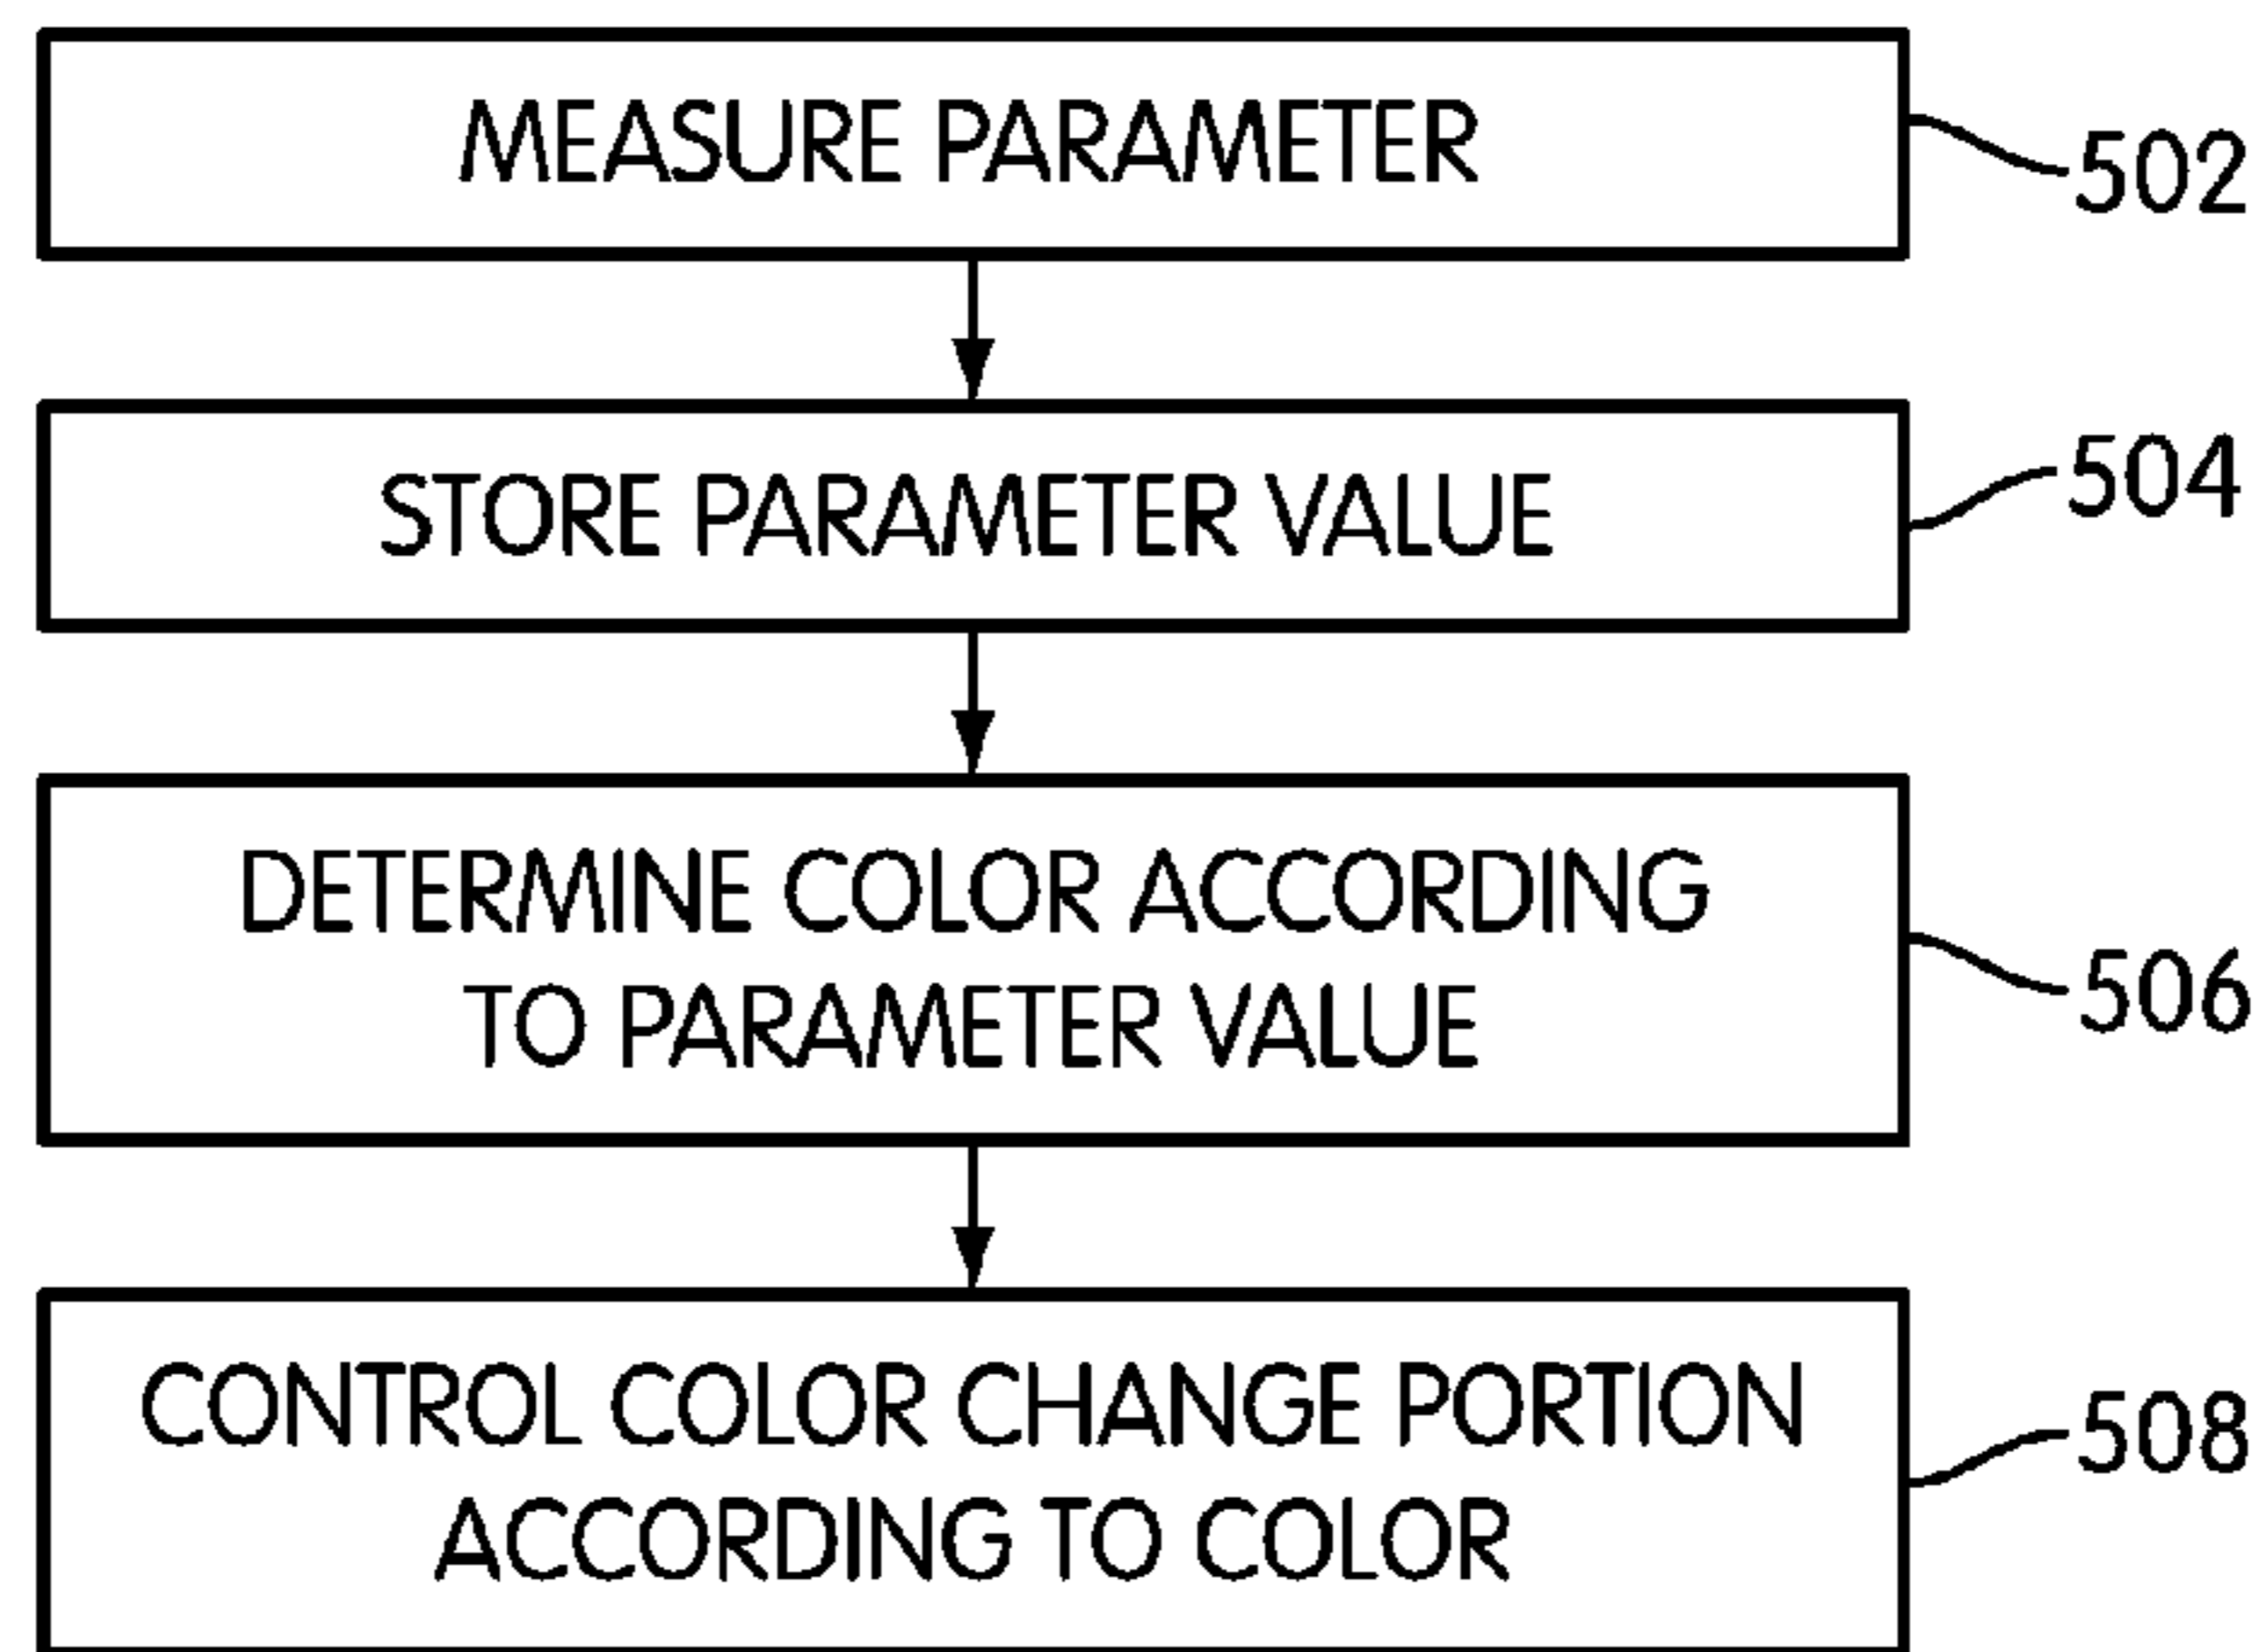 MEASURE PARAMETER
502
STORE PARAMETER VALUE
504
DETERMINE COLOR ACCORDING
TO PARAMETER VALUE
506
CONTROL COLOR CHANGE PORTION
ACCORDING TO COLOR
508